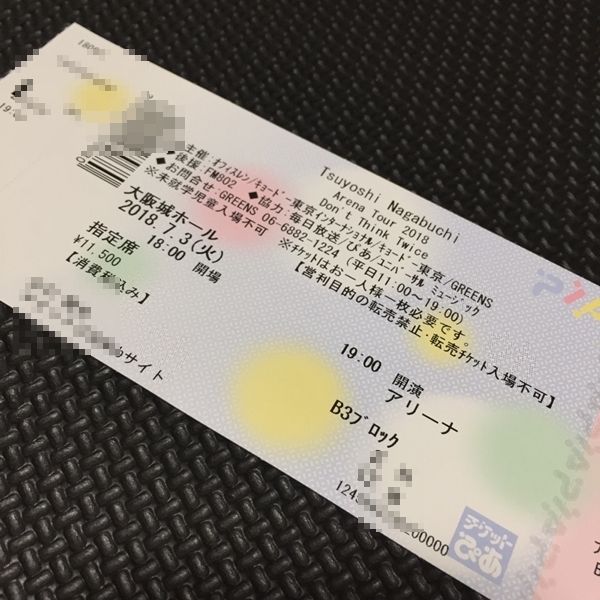 Tsuyoshi Nagabuchi
Arena Tour 2018
Don't Think Twice
主催:オフィスレン/キョードー東京インターナショナル/キョードー東京/GREENS
◆後援:FM802 ◆協力:毎日放送/ぴあ/ユニバーサル ミュージック
◆お問合せ:GREENS 06-6882-1224 (平日11:00~19:00)
※未就学児童入場不可 ※チケットはお一人様一枚必要です。
【営利目的の転売禁止・転売チケット入場不可】
大阪城ホール
2018.7.3(火)
18:00 開場
19:00 開演
指定席 アリーナ
¥11,500 B3ブロック
【消費税込み】
サイト
チケットぴあ